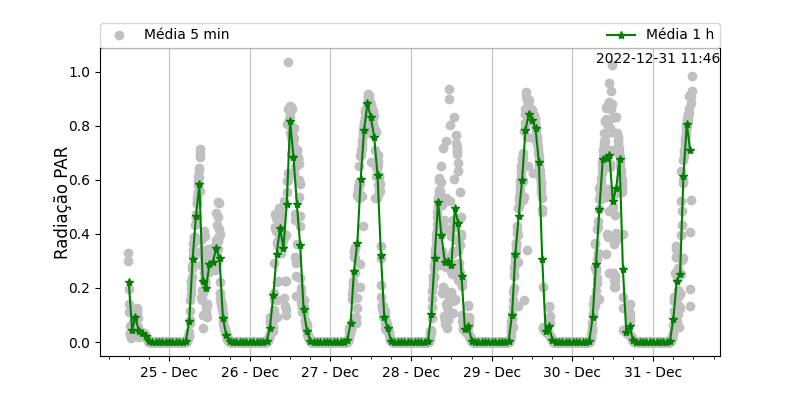 Média 5 min
Média 1 h
2022-12-31 11:46
Radiação PAR
1.0
0.8
0.6
0.4
0.2
0.0
25 - Dec
26 - Dec
27 - Dec
28 - Dec
29 - Dec
30 - Dec
31 - Dec